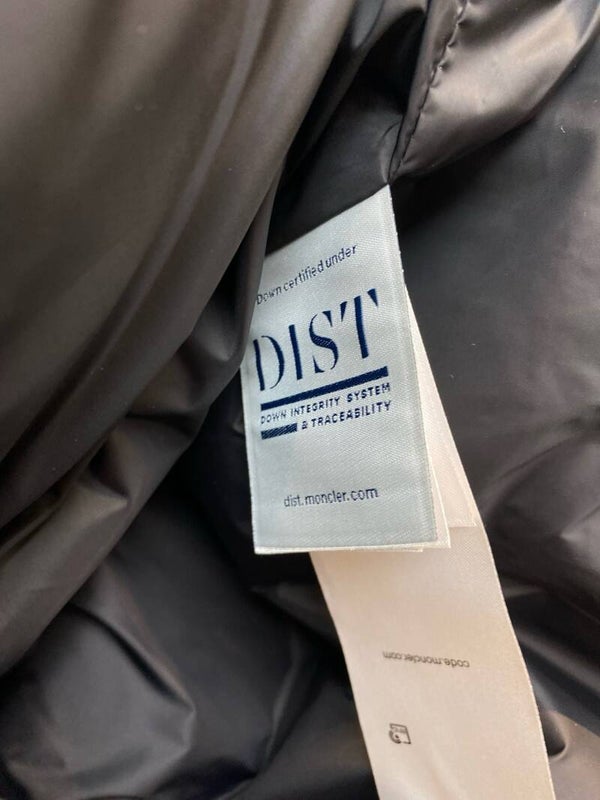 Down certified under
DIST
DOWN INTEGRITY SYSTEM
& TRACEABILITY
dist.moncler.com
code.moncler.com